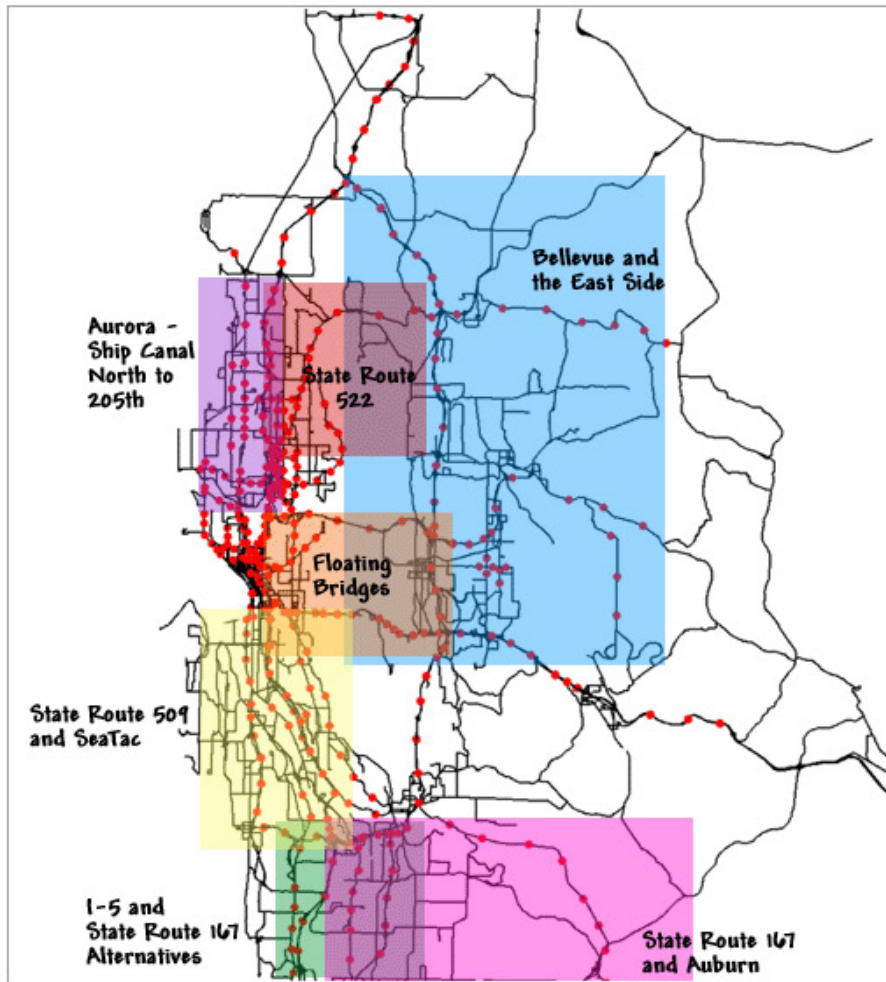 Bellevue and
the East Side
Aurora -
Ship Canal
North to
205th
State Route
522
Floating
Bridges
State Route 509
and SeaTac
I-5 and
State Route 167
Alternatives
State Route 167
and Auburn